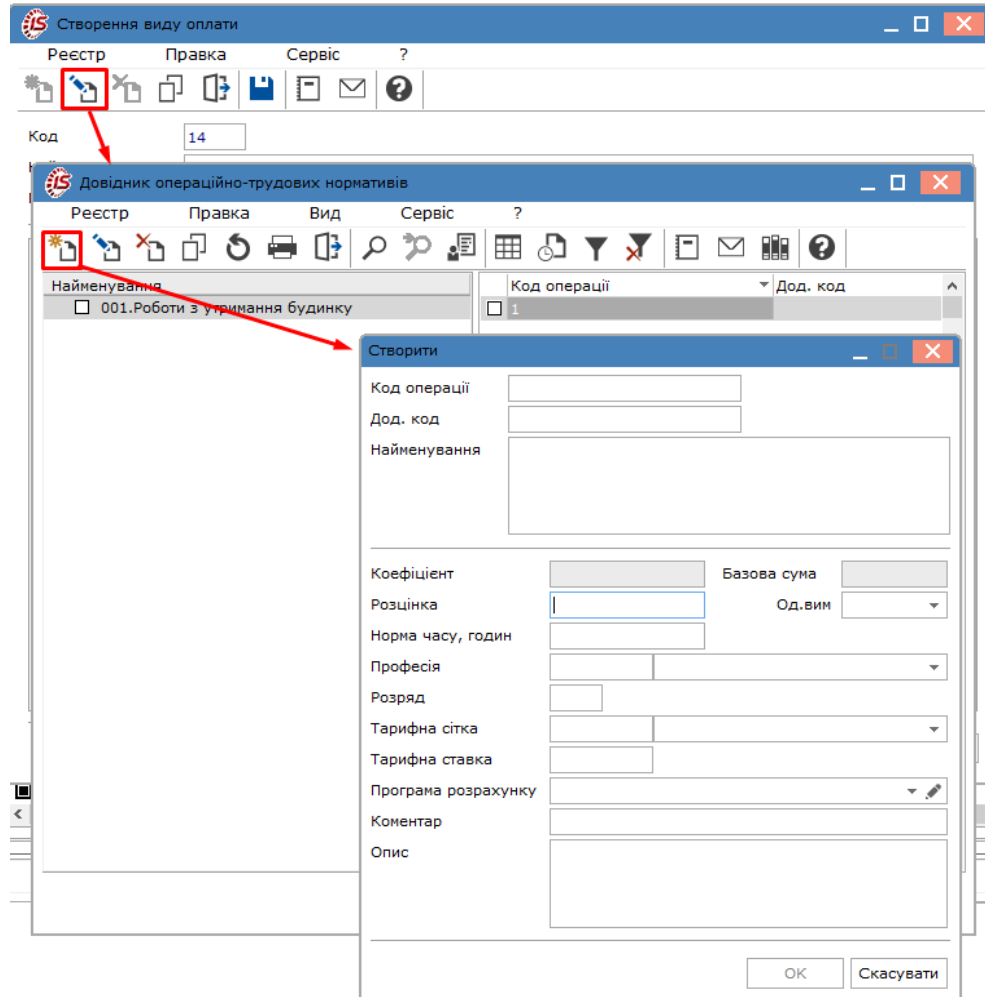 Створення виду оплати
Реєстр Правка Сервіс ?
Код 14
Довідник операційно-трудових нормативів
Реєстр Правка Вид Сервіс ?
Найменування Код операції Дод. код
001.Роботи з утримання будинку 1
Створити
Код операції
Дод. код
Найменування
Коефіцієнт Базова сума
Розцінка Од.вим
Норма часу, годин
Професія
Розряд
Тарифна сітка
Тарифна ставка
Програма розрахунку
Коментар
Опис
OK Скасувати